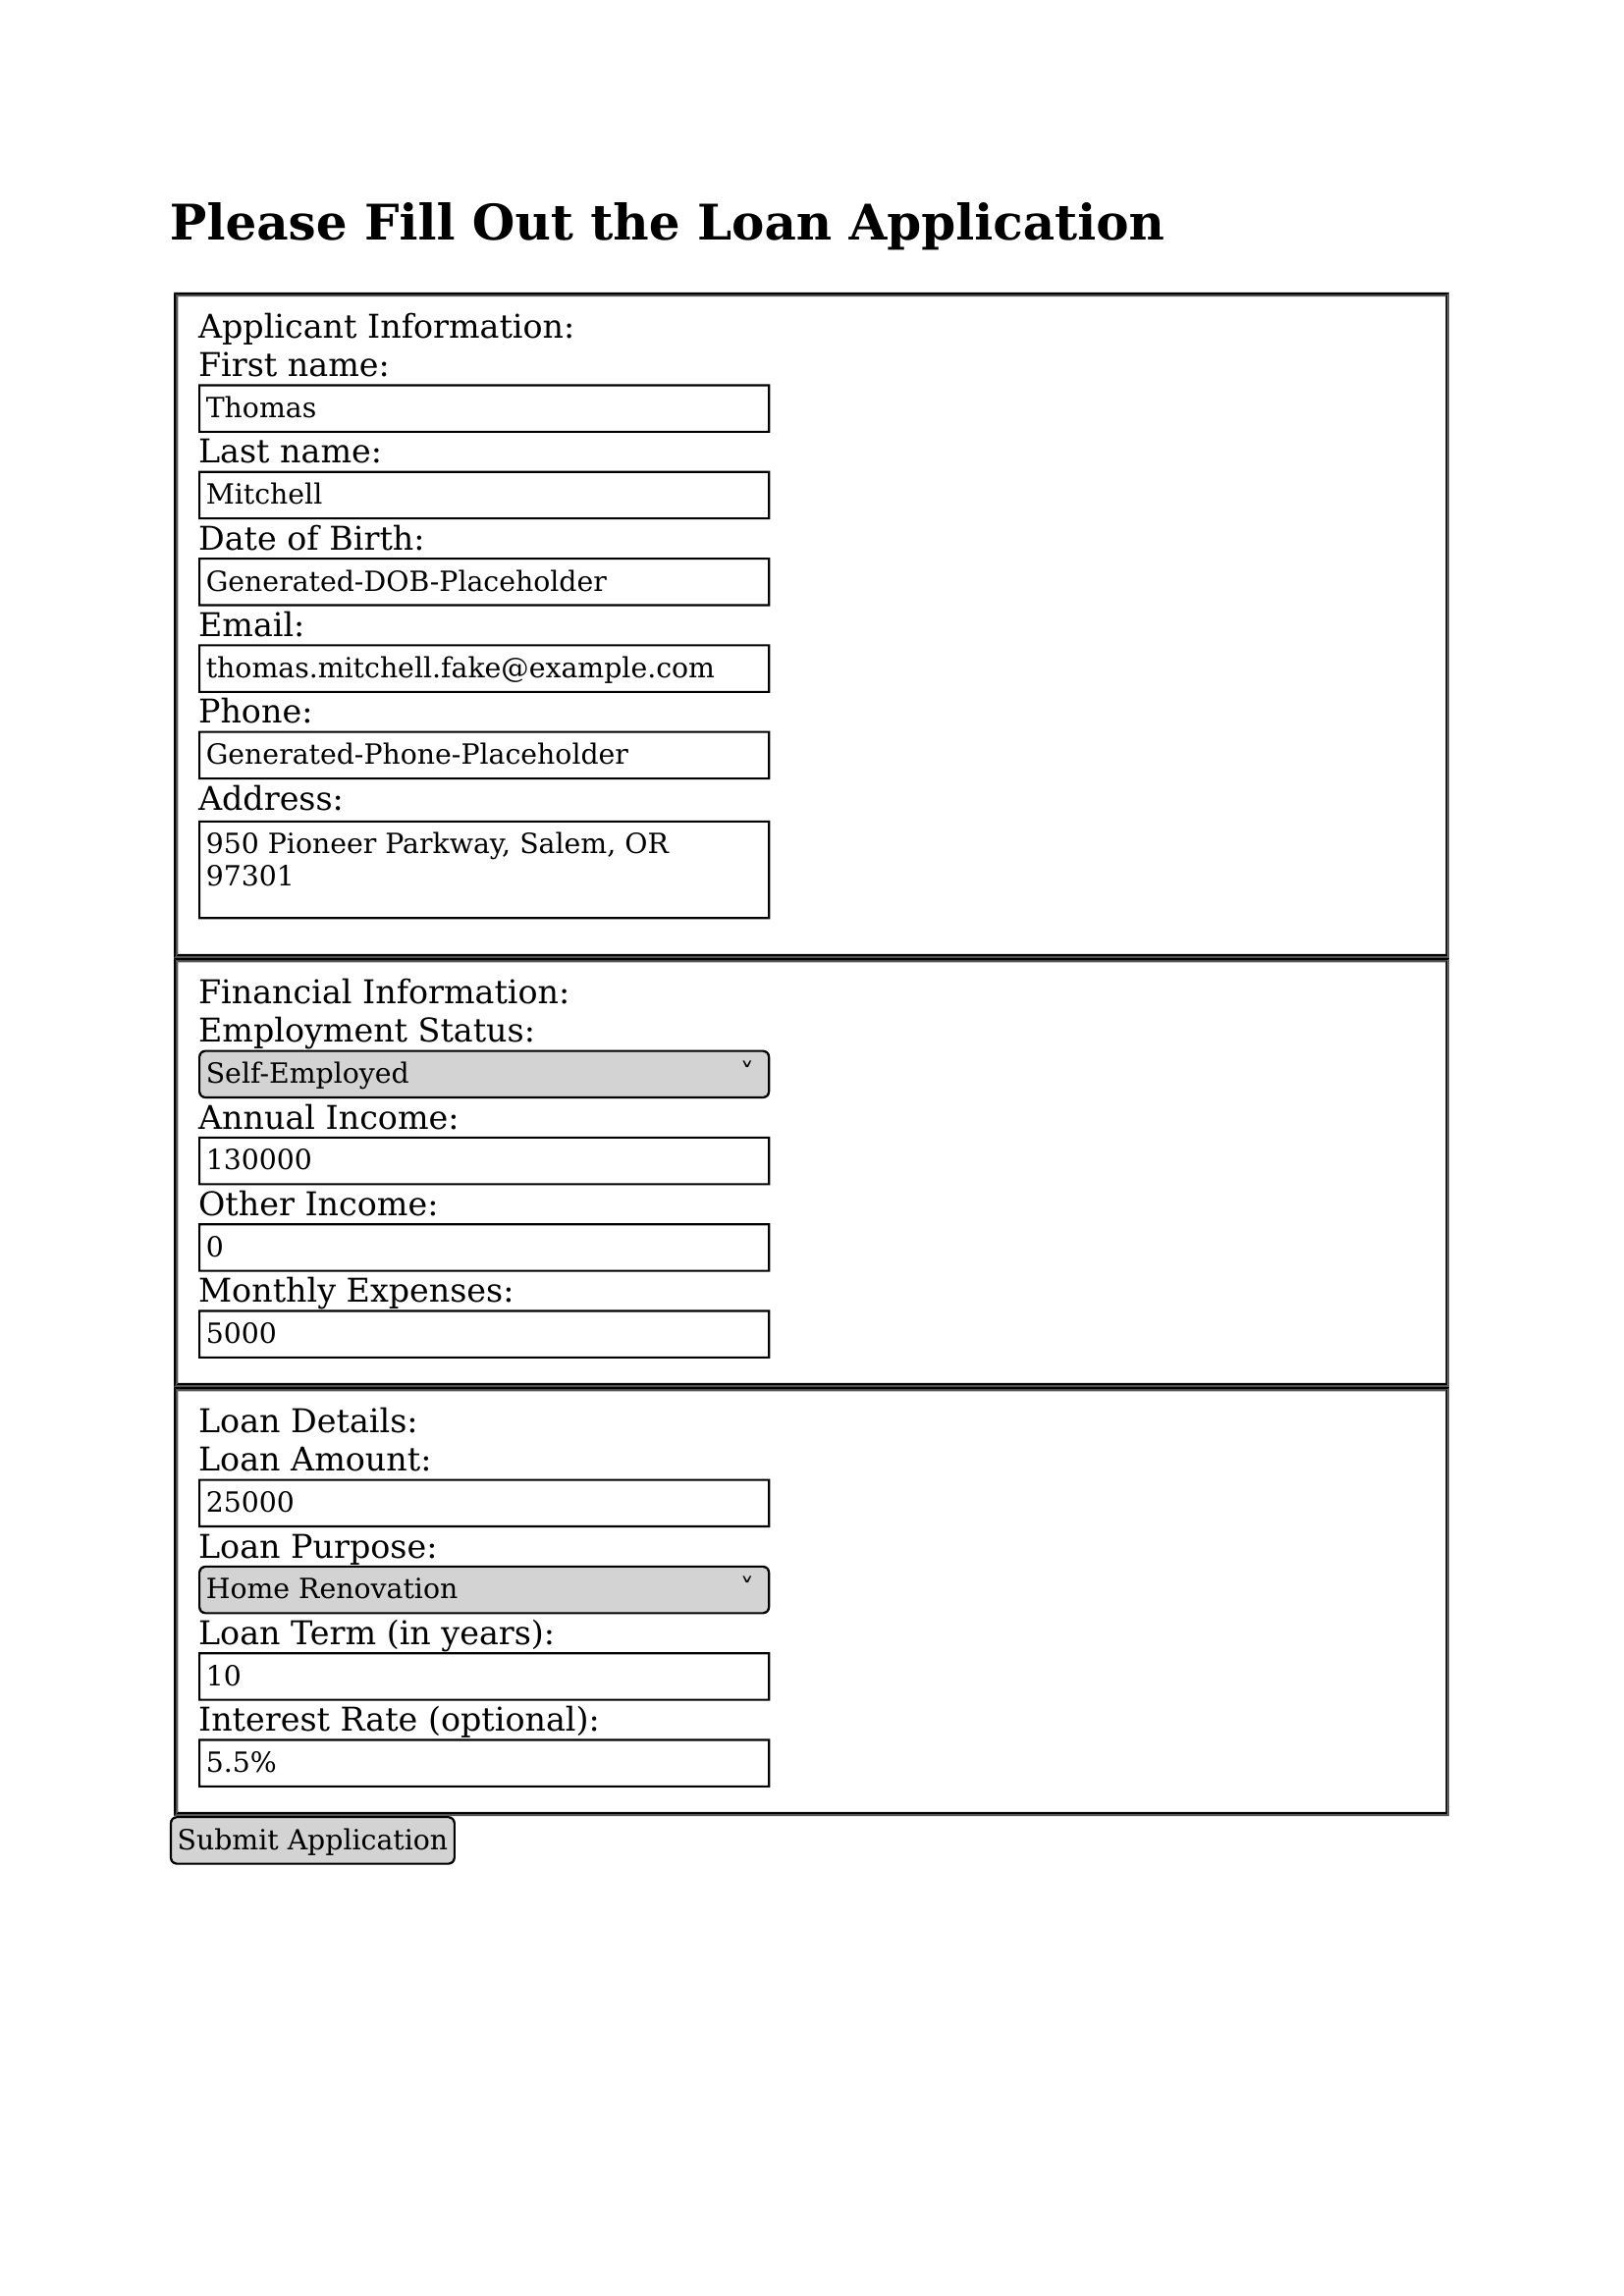 Please Fill Out the Loan Application
Applicant Information:
First name:
Thomas
Last name:
Mitchell
Date of Birth:
Generated-DOB-Placeholder
Email:
thomas.mitchell.fake@example.com
Phone:
Generated-Phone-Placeholder
Address:
950 Pioneer Parkway, Salem, OR
97301
Financial Information:
Employment Status:
Self-Employed
Annual Income:
130000
Other Income:
0
Monthly Expenses:
5000
Loan Details:
Loan Amount:
25000
Loan Purpose:
Home Renovation
Loan Term (in years):
10
Interest Rate (optional):
5.5%
Submit Application